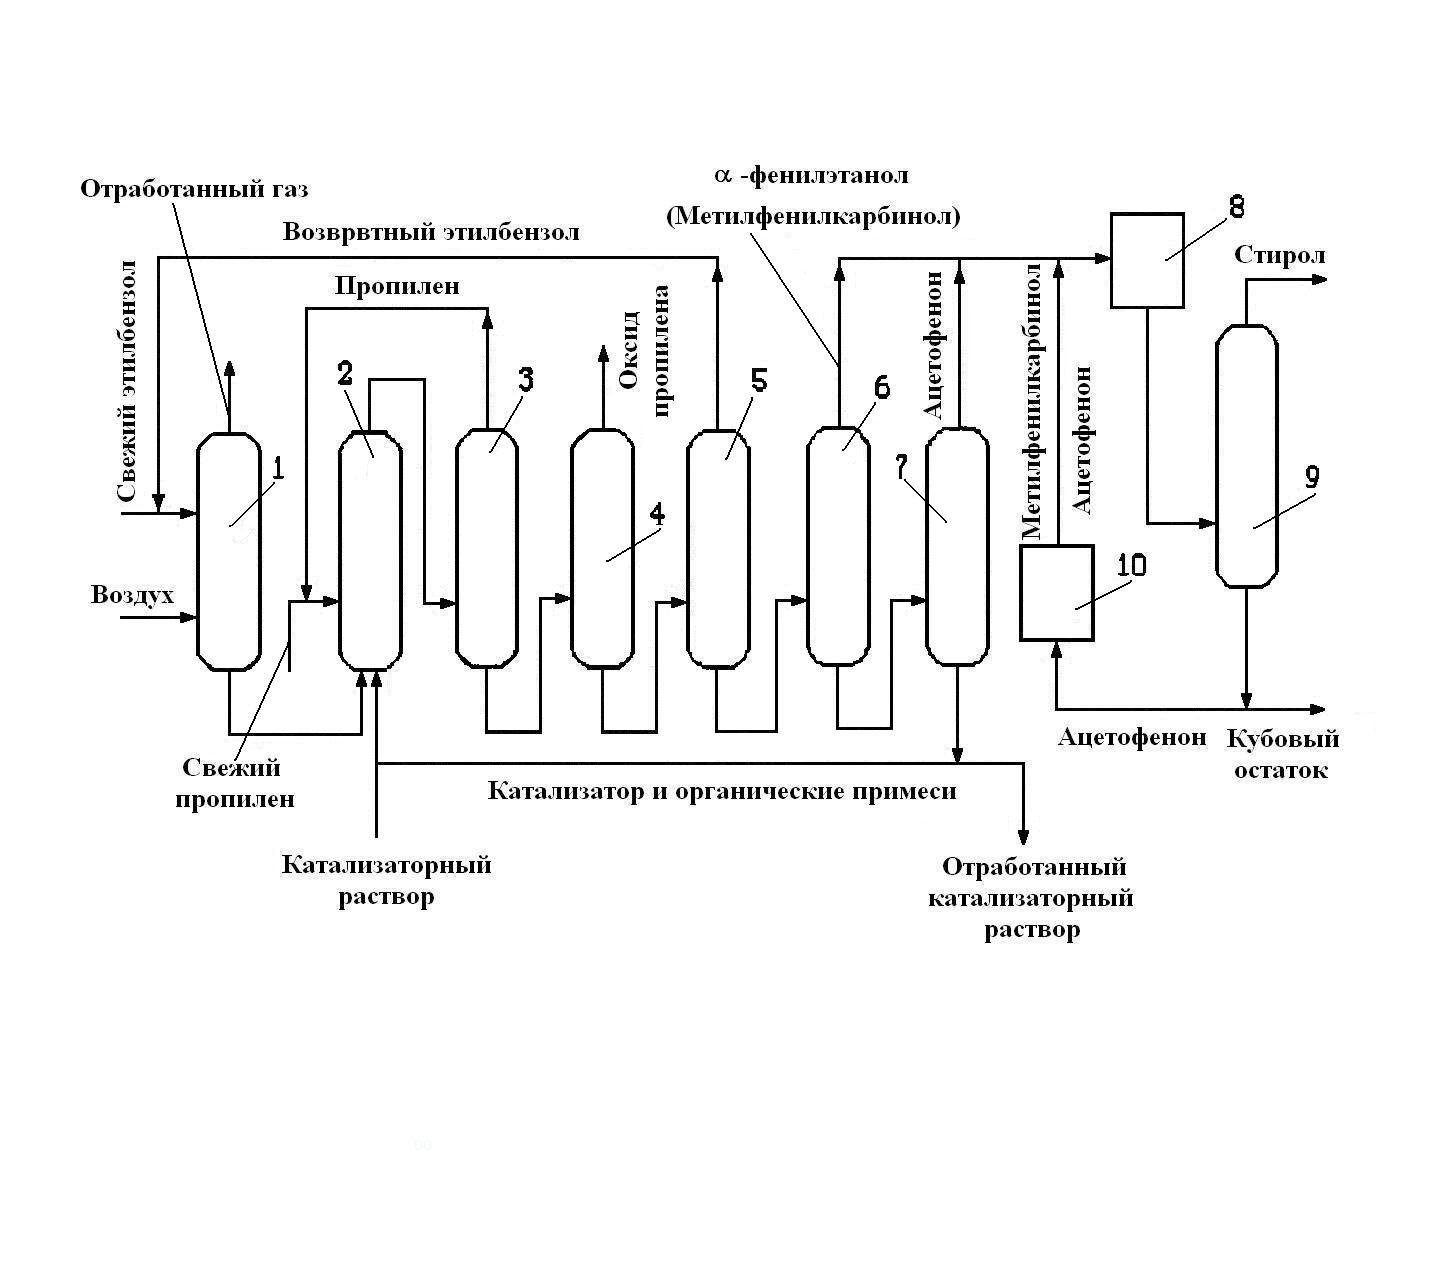 α -фенилэтанол
(Метилфенилкарбинол)
Отработанный газ
Возврвтный этилбензол
Пропилен
Свежий этилбензол
Воздух
Оксид
пропилена
Ацетофенон
Метилфенилкарбинол
Ацетофенон
Стирол
1
2
3
4
5
6
7
8
9
10
Свежий
пропилен
Катализатор и органические примеси
Ацетофенон
Кубовый
остаток
Катализаторный
раствор
Отработанный
катализаторный
раствор